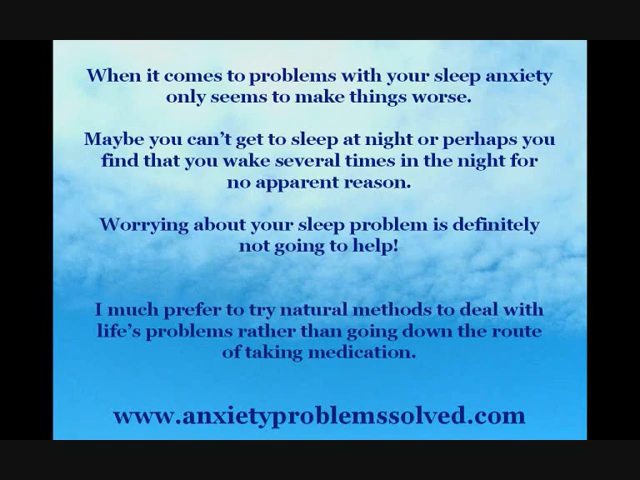 When it comes to problems with your sleep anxiety
only seems to make things worse.
Maybe you can't get to sleep at night or perhaps you
find that you wake several times in the night for
no apparent reason.
Worrying about your sleep problem is definitely
not going to help!
I much prefer to try natural methods to deal with
life's problems rather than going down the route
of taking medication.
www.anxietyproblemssolved.com